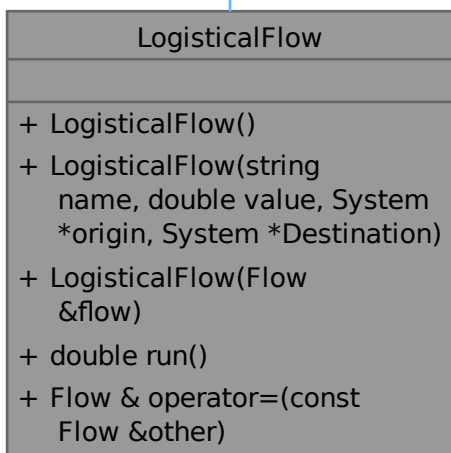 LogisticalFlow
+ LogisticalFlow()
+ LogisticalFlow(string
name, double value, System
*origin, System *Destination)
+ LogisticalFlow(Flow
&flow)
+ double run()
+ Flow & operator=(const
Flow &other)